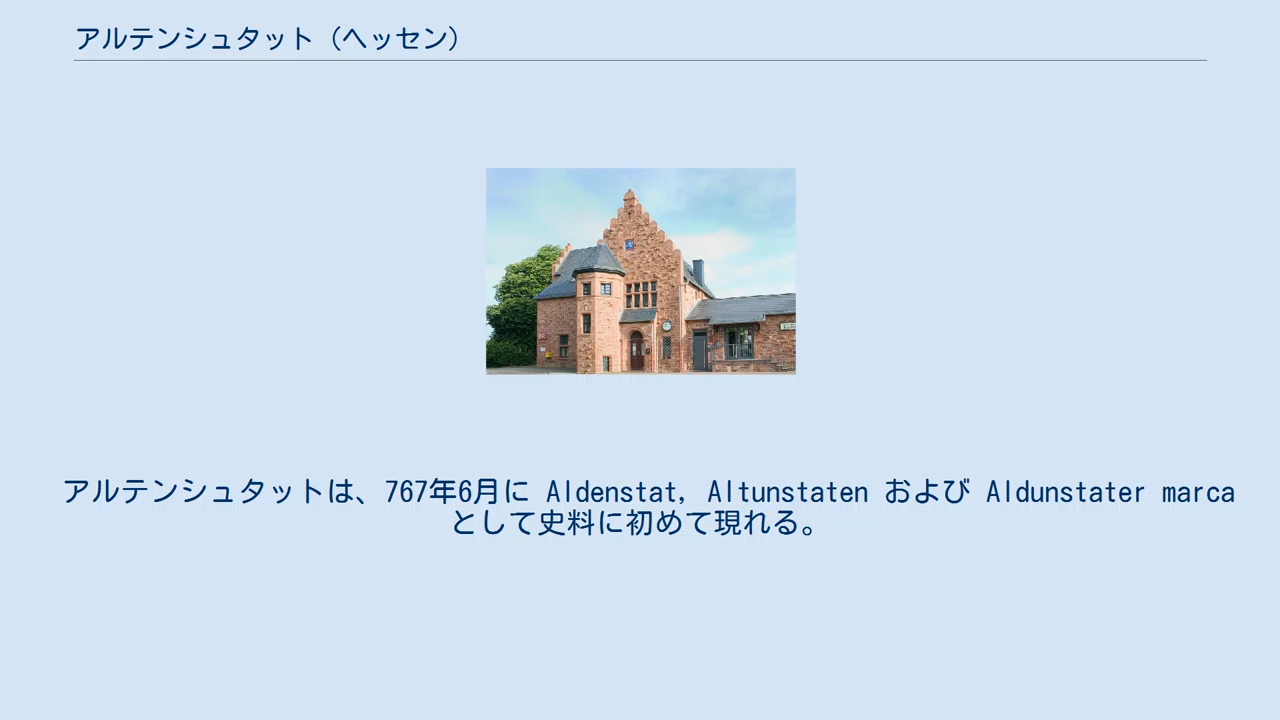 アルテンシュタット（ヘッセン）
アルテンシュタットは、767年6月に Aldenstat, Altunstaten および Aldunstater marca
として史料に初めて現れる。